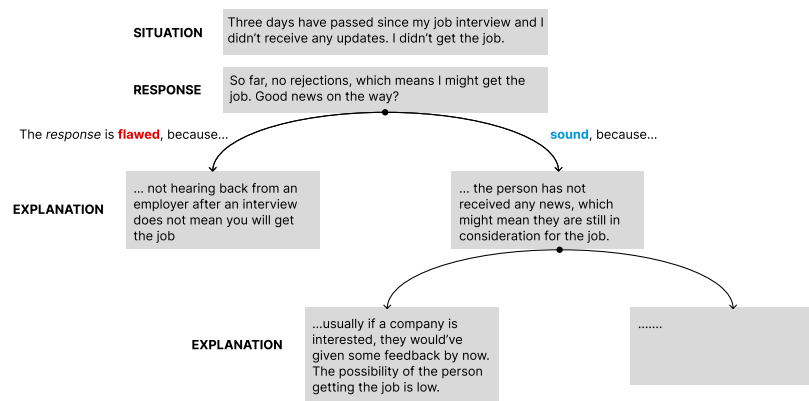 SITUATION
Three days have passed since my job interview and I
didn’t receive any updates. I didn’t get the job.
RESPONSE
So far, no rejections, which means I might get the
job. Good news on the way?
The response is flawed, because…
sound, because…
EXPLANATION
… not hearing back from an
employer after an interview
does not mean you will get
the job
… the person has not
received any news, which
might mean they are still in
consideration for the job.
EXPLANATION
…usually if a company is
interested, they would’ve
given some feedback by now.
The possibility of the person
getting the job is low.
.......